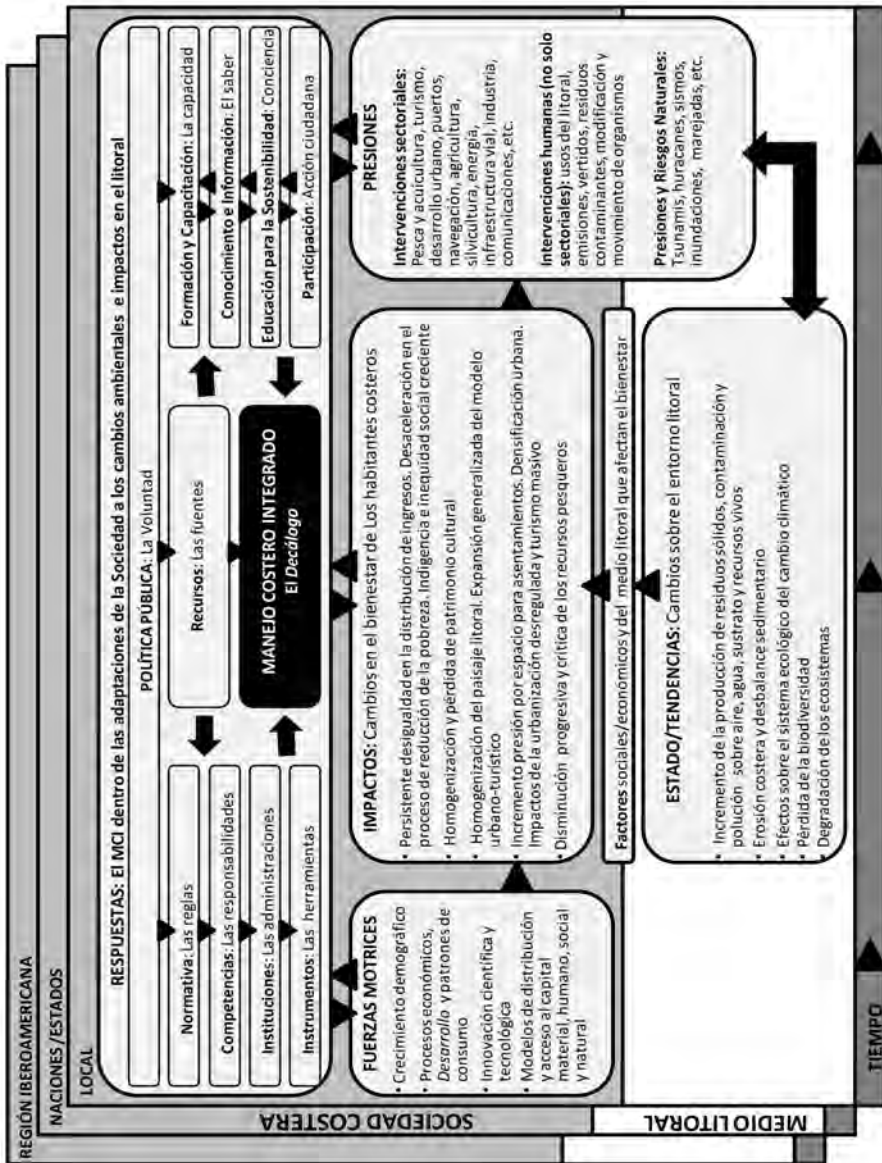 REGIÓN IBEROAMERICANA
NACIONES/ESTADOS
LOCAL
RESPUESTAS: El MCI dentro de las adaptaciones de la Sociedad a los cambios ambientales e impactos en el litoral
POLÍTICA PÚBLICA: La Voluntad
Normativa: Las reglas
Competencias: Las responsabilidades
Instituciones: Las administraciones
Instrumentos: Las herramientas
Recursos: Las fuentes
MANEJO COSTERO INTEGRADO
El Decálogo
Formación y Capacitación: La capacidad
Conocimiento e Información: El saber
Educación para la Sostenibilidad: Conciencia
Participación: Acción ciudadana
SOCIEDAD COSTERA
FUERZAS MOTRICES
• Crecimiento demográfico
• Procesos económicos,
Desarrollo y patrones de
consumo
• Innovación científica y
tecnológica
• Modelos de distribución
y acceso al capital
material, humano, social
y natural
IMPACTOS: Cambios en el bienestar de Los habitantes costeros
• Persistente desigualdad en la distribución de ingresos. Desaceleración en el
proceso de reducción de la pobreza. Indigencia e inequidad social creciente
• Homogenización y pérdida de patrimonio cultural
• Homogenización del paisaje litoral. Expansión generalizada del modelo
urbano-turístico
• Incremento presión por espacio para asentamientos. Densificación urbana.
Impactos de la urbanización desregulada y turismo masivo
• Disminución progresiva y crítica de los recursos pesqueros
PRESIONES
Intervenciones sectoriales:
Pesca y acuicultura, turismo,
desarrollo urbano, puertos,
navegación, agricultura,
silvicultura, energía,
infraestructura vial, industria,
comunicaciones, etc.
Intervenciones humanas (no solo
sectoriales): usos del litoral,
emisiones, vertidos, residuos
contaminantes, modificación y
movimiento de organismos
Presiones y Riesgos Naturales:
Tsunamis, huracanes, sismos,
inundaciones, marejadas, etc.
Factores sociales/económicos y del medio litoral que afectan el bienestar
MEDIO LITORAL
ESTADO/TENDENCIAS: Cambios sobre el entorno litoral
• Incremento de la producción de residuos sólidos, contaminación y
polución sobre aire, agua, sustrato y recursos vivos
• Erosión costera y desbalance sedimentario
• Efectos sobre el sistema ecológico del cambio climático
• Pérdida de la biodiversidad
• Degradación de los ecosistemas
TIEMPO